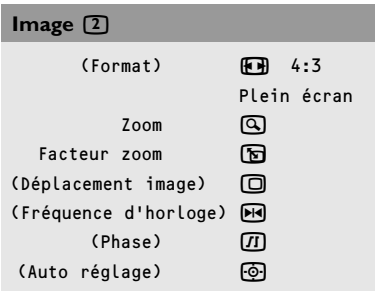 Image 2
(Format) 4:3
Plein écran
Zoom
Facteur zoom
(Déplacement image)
(Fréquence d'horloge)
(Phase)
(Auto réglage)